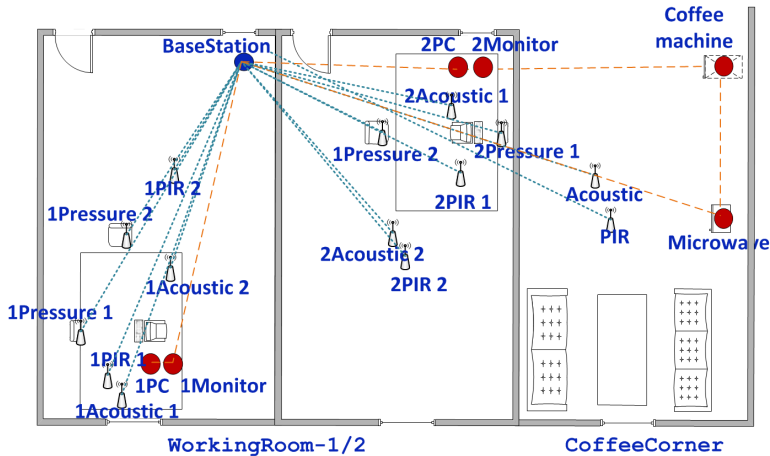 Coffee
machine
BaseStation
2PC 2Monitor
2Acoustic 1
1Pressure 2
2Pressure 1
1PIR 2
2PIR 1
Acoustic
1Pressure 2
PIR
Microwave
2Acoustic 2
1Acoustic 2
2PIR 2
1Pressure 1
1PIR 1
1PC 1Monitor
1Acoustic 1
WorkingRoom-1/2
CoffeeCorner